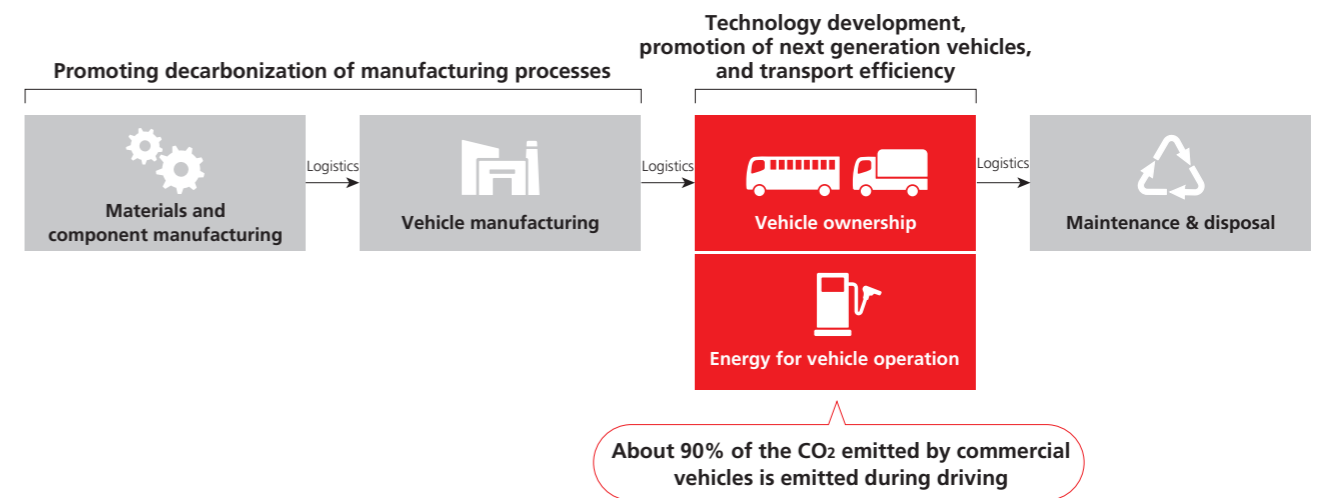 Technology development,
promotion of next generation vehicles,
and transport efficiency
Promoting decarbonization of manufacturing processes
Materials and
component manufacturing
Logistics
Vehicle manufacturing
Logistics
Vehicle ownership
Energy for vehicle operation
Logistics
Maintenance & disposal
About 90% of the CO2 emitted by commercial
vehicles is emitted during driving